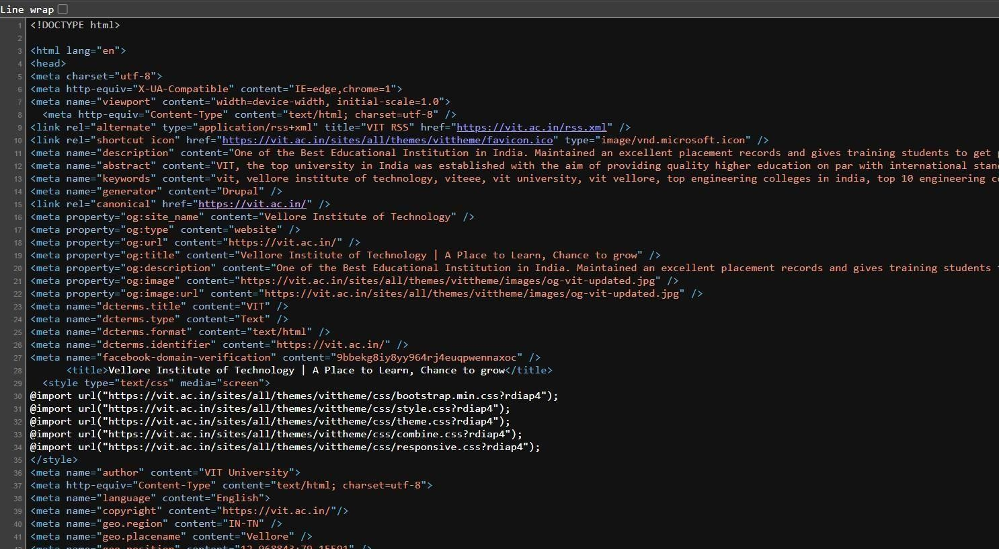 Line wrap
1 <!DOCTYPE html>
2
3 <html lang="en">
4 <head>
5 <meta charset="utf-8">
6 <meta http-equiv="X-UA-Compatible" content="IE=edge,chrome=1">
7 <meta name="viewport" content="width=device-width, initial-scale=1.0">
8 <meta http-equiv="Content-Type" content="text/html; charset=utf-8" />
9 <link rel="alternate" type="application/rss+xml" title="VIT RSS" href="https://vit.ac.in/rss.xml" />
10 <link rel="shortcut icon" href="https://vit.ac.in/sites/all/themes/vittheme/favicon.ico" type="image/vnd.microsoft.icon" />
11 <meta name="description" content="One of the Best Educational Institution in India. Maintained an excellent placement records and gives training students to get
12 <meta name="abstract" content="VIT, the top university in India was established with the aim of providing quality higher education on par with international stan
13 <meta name="keywords" content="vit, vellore institute of technology, viteee, vit university, vit vellore, top engineering colleges in india, top 10 engineering c
14 <meta name="generator" content="Drupal" />
15 <link rel="canonical" href="https://vit.ac.in/" />
16 <meta property="og:site_name" content="Vellore Institute of Technology" />
17 <meta property="og:type" content="website" />
18 <meta property="og:url" content="https://vit.ac.in/" />
19 <meta property="og:title" content="Vellore Institute of Technology | A Place to Learn, Chance to grow" />
20 <meta property="og:description" content="One of the Best Educational Institution in India. Maintained an excellent placement records and gives training students
21 <meta property="og:image" content="https://vit.ac.in/sites/all/themes/vittheme/images/og-vit-updated.jpg" />
22 <meta property="og:image:url" content="https://vit.ac.in/sites/all/themes/vittheme/images/og-vit-updated.jpg" />
23 <meta name="dcterms.title" content="VIT" />
24 <meta name="dcterms.type" content="Text" />
25 <meta name="dcterms.format" content="text/html" />
26 <meta name="dcterms.identifier" content="https://vit.ac.in/" />
27 <meta name="facebook-domain-verification" content="9bbekg8iy8yy964rj4euqpwennaxoc" />
28 <title>Vellore Institute of Technology | A Place to Learn, Chance to grow</title>
29 <style type="text/css" media="screen">
30 @import url("https://vit.ac.in/sites/all/themes/vittheme/css/bootstrap.min.css?rdiap4");
31 @import url("https://vit.ac.in/sites/all/themes/vittheme/css/style.css?rdiap4");
32 @import url("https://vit.ac.in/sites/all/themes/vittheme/css/theme.css?rdiap4");
33 @import url("https://vit.ac.in/sites/all/themes/vittheme/css/combine.css?rdiap4");
34 @import url("https://vit.ac.in/sites/all/themes/vittheme/css/responsive.css?rdiap4");
35 </style>
36 <meta name="author" content="VIT University">
37 <meta http-equiv="Content-Type" content="text/html; charset=utf-8">
38 <meta name="language" content="English">
39 <meta name="copyright" content="https://vit.ac.in/"/>
40 <meta name="geo.region" content="IN-TN" />
41 <meta name="geo.placename" content="Vellore" />
42 <meta name="geo.position" content="12.968843;79.15591" />